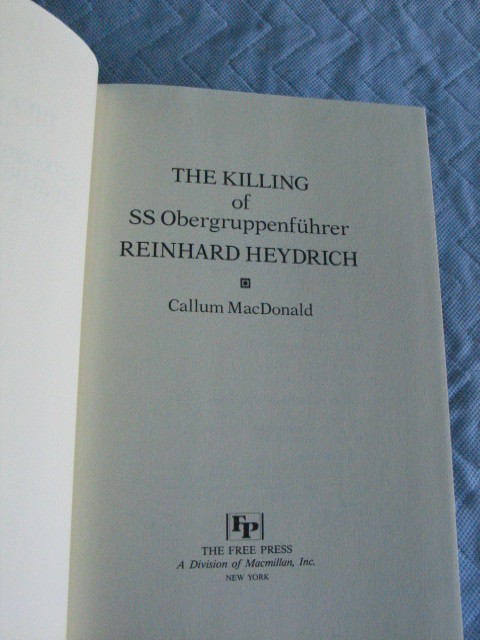 THE KILLING
of
SS Obergruppenführer
REINHARD HEYDRICH
Callum MacDonald
FP
THE FREE PRESS
A Division of Macmillan, Inc.
NEW YORK